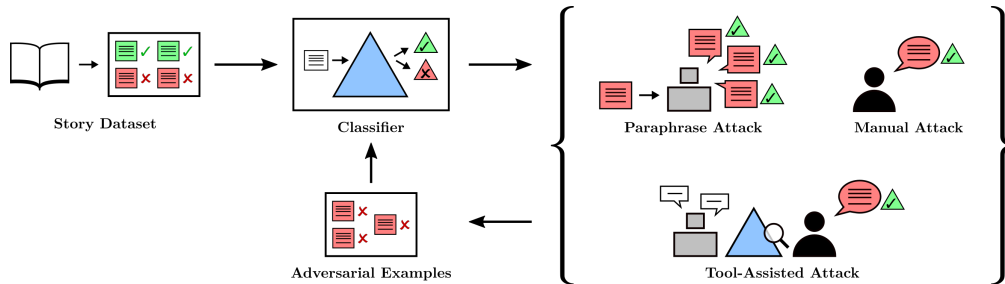 Story Dataset
Classifier
Paraphrase Attack
Manual Attack
Adversarial Examples
Tool-Assisted Attack